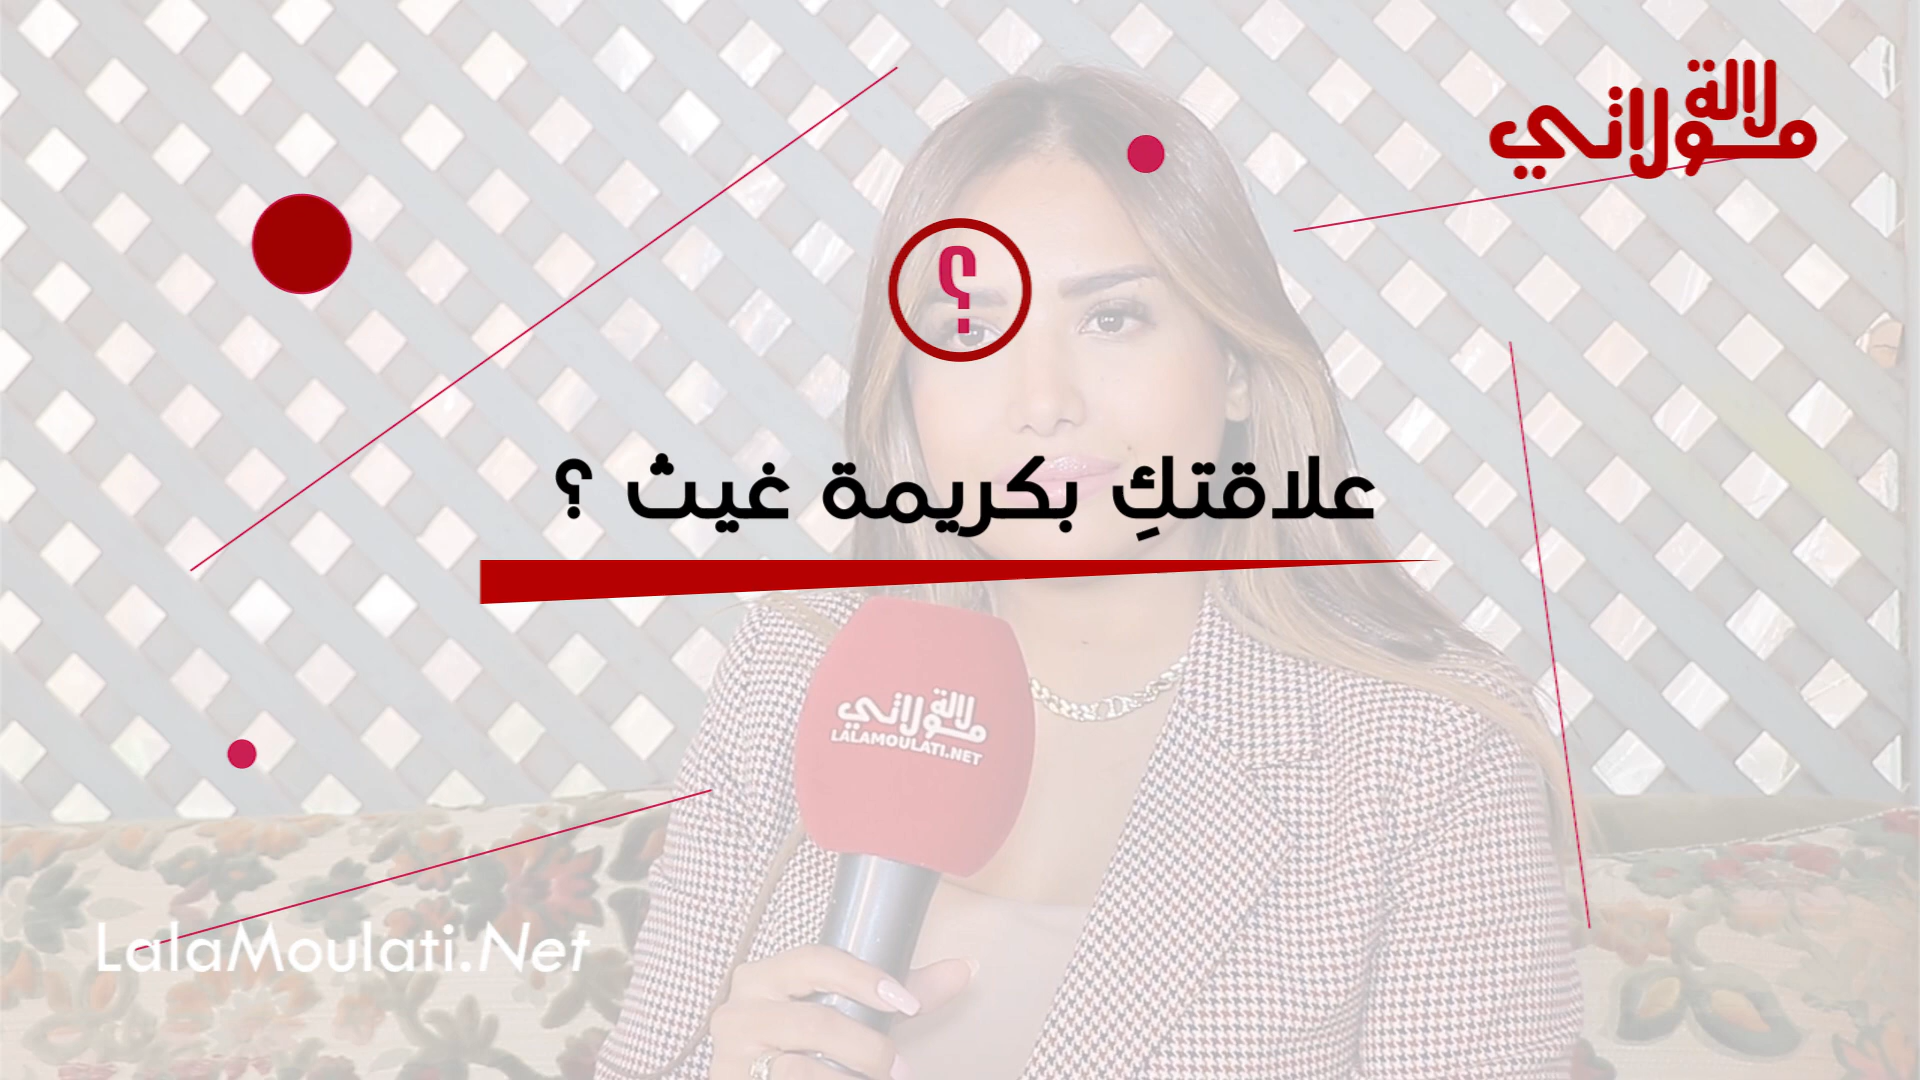 لالة
مولاتي
؟
علاقتكِ بكريمة غيث ؟
لالة
مولاتي
LALAMOULATI.NET
LalaMoulati.Net